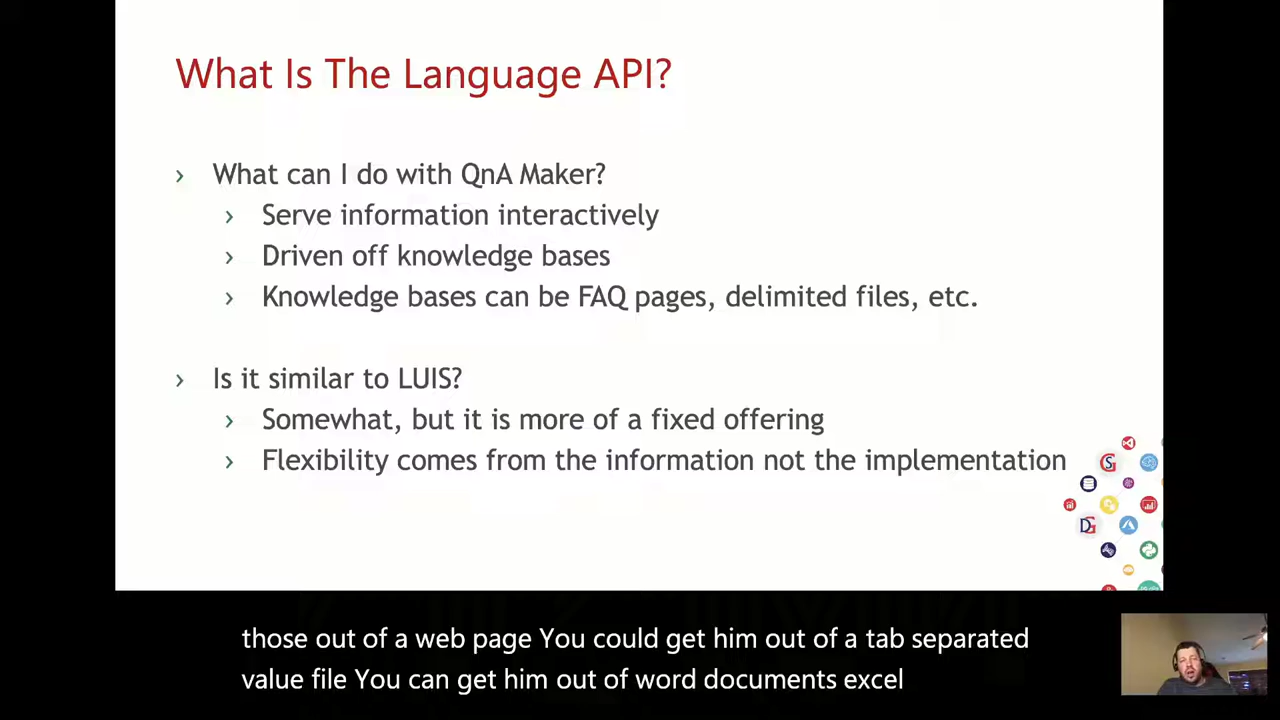 What Is The Language API?
› What can I do with QnA Maker?
› Serve information interactively
› Driven off knowledge bases
› Knowledge bases can be FAQ pages, delimited files, etc.
› Is it similar to LUIS?
› Somewhat, but it is more of a fixed offering
› Flexibility comes from the information not the implementation
SG
DG
those out of a web page You could get him out of a tab separated
value file You can get him out of word documents excel